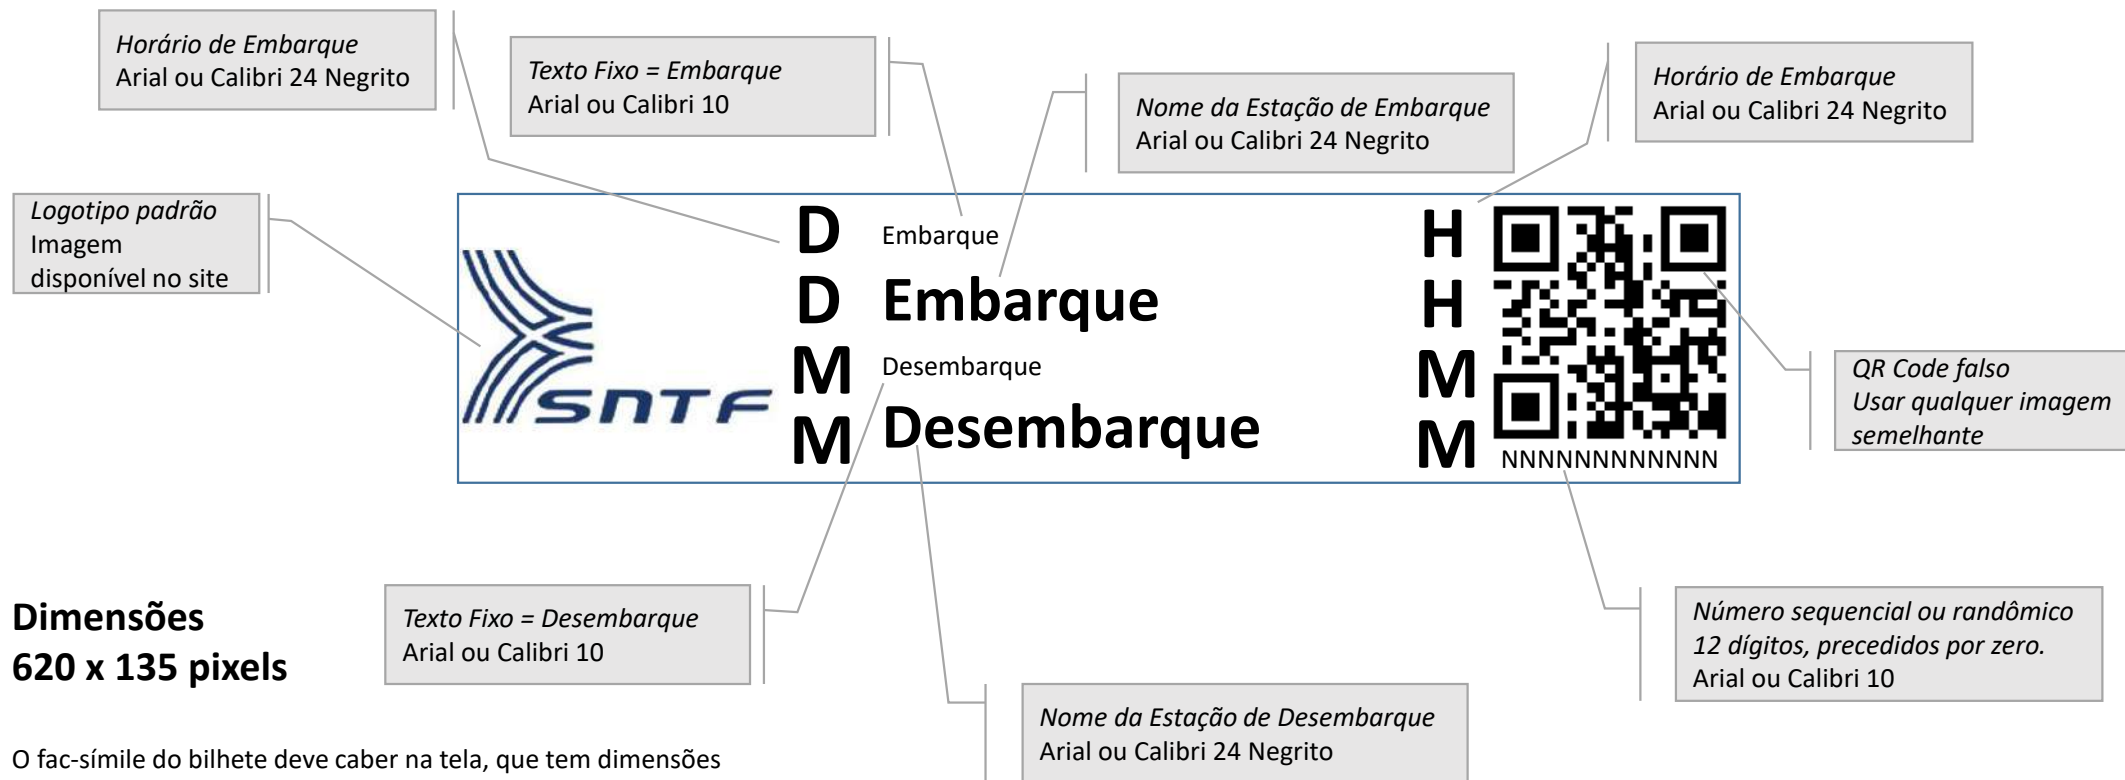 Horário de Embarque
Arial ou Calibri 24 Negrito
Texto Fixo = Embarque
Arial ou Calibri 10
Nome da Estação de Embarque
Arial ou Calibri 24 Negrito
Horário de Embarque
Arial ou Calibri 24 Negrito
Logotipo padrão
Imagem
disponível no site
SNTF
D
D
M
M
Embarque
Embarque
Desembarque
Desembarque
H
H
M
M
NNNNNNNNNNNN
QR Code falso
Usar qualquer imagem
semelhante
Dimensões
620 x 135 pixels
Texto Fixo = Desembarque
Arial ou Calibri 10
Nome da Estação de Desembarque
Arial ou Calibri 24 Negrito
Número sequencial ou randômico
12 dígitos, precedidos por zero.
Arial ou Calibri 10
O fac-símile do bilhete deve caber na tela, que tem dimensões